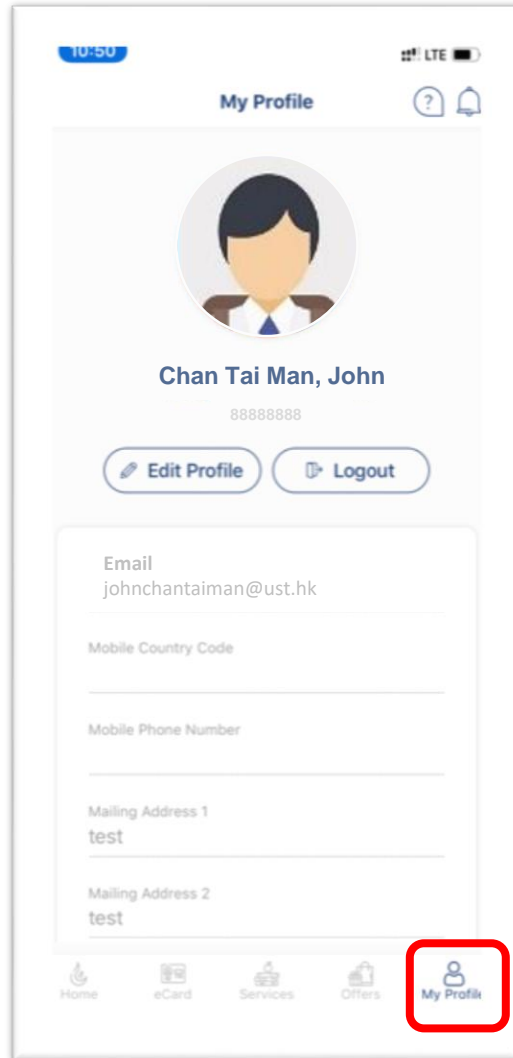 10:50 LTE
My Profile ?
Chan Tai Man, John
88888888
Edit Profile Logout
Email
johnchantaiman@ust.hk
Mobile Country Code
Mobile Phone Number
Mailing Address 1
test
Mailing Address 2
test
Home eCard Services Offers My Profile